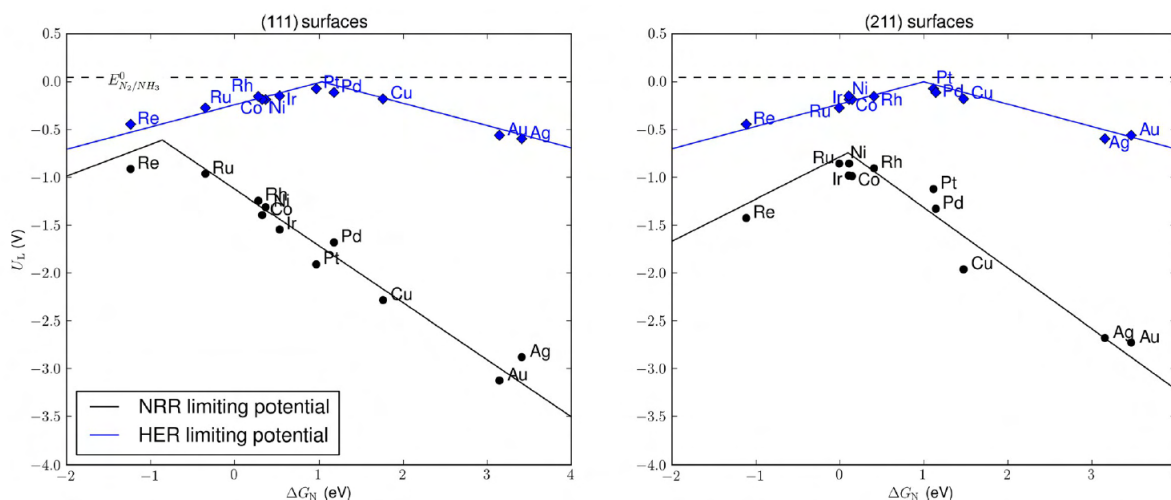 (111) surfaces
0.5
0.0
−0.5
−1.0
−1.5
−2.0
−2.5
−3.0
−3.5
−4.0
U_L (V)
E^0_{N_2/NH_3}
Re
Ru
Rh
Co
Ni
Ir
Pt
Pd
Cu
Au
Ag
Re
Ru
Rh
Ni
Co
Ir
Pt
Pd
Cu
Au
Ag
NRR limiting potential
HER limiting potential
−2
−1
0
1
2
3
4
ΔG_N (eV)
(211) surfaces
0.5
0.0
−0.5
−1.0
−1.5
−2.0
−2.5
−3.0
−3.5
−4.0
Re
Ru
Ir
Ni
Co
Rh
Pt
Pd
Cu
Ag
Au
Re
Ru
Ni
Ir
Co
Rh
Pt
Pd
Cu
Ag
Au
−2
−1
0
1
2
3
ΔG_N (eV)